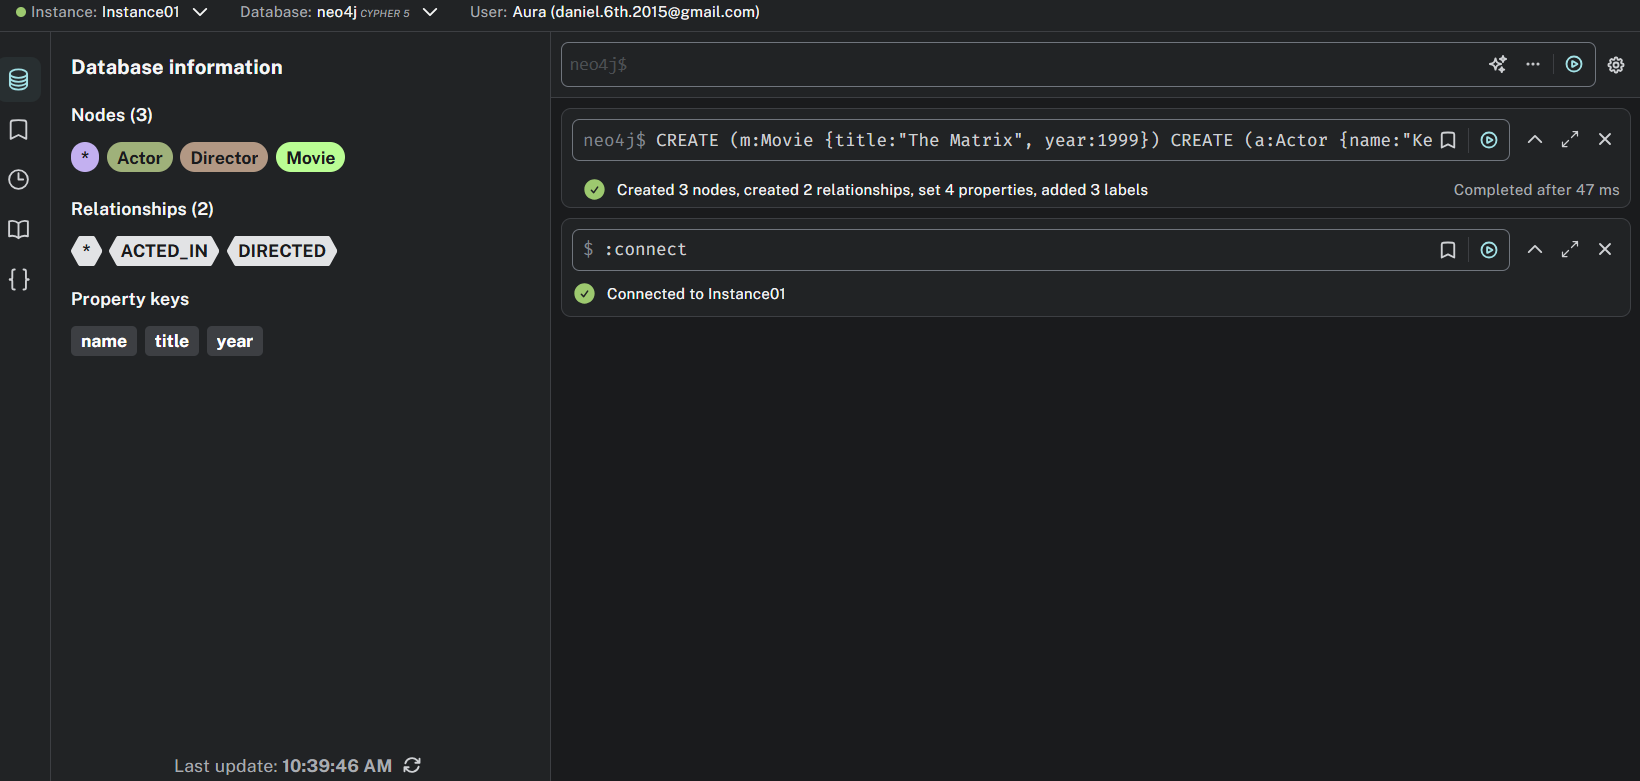 Instance: Instance01 Database: neo4j CYPHER 5 User: Aura (daniel.6th.2015@gmail.com)
Database information
Nodes (3)
* Actor Director Movie
Relationships (2)
* ACTED_IN DIRECTED
Property keys
name title year
Last update: 10:39:46 AM
neo4j$
neo4j$ CREATE (m:Movie {title:"The Matrix", year:1999}) CREATE (a:Actor {name:"Ke
Created 3 nodes, created 2 relationships, set 4 properties, added 3 labels Completed after 47 ms
$ :connect
Connected to Instance01